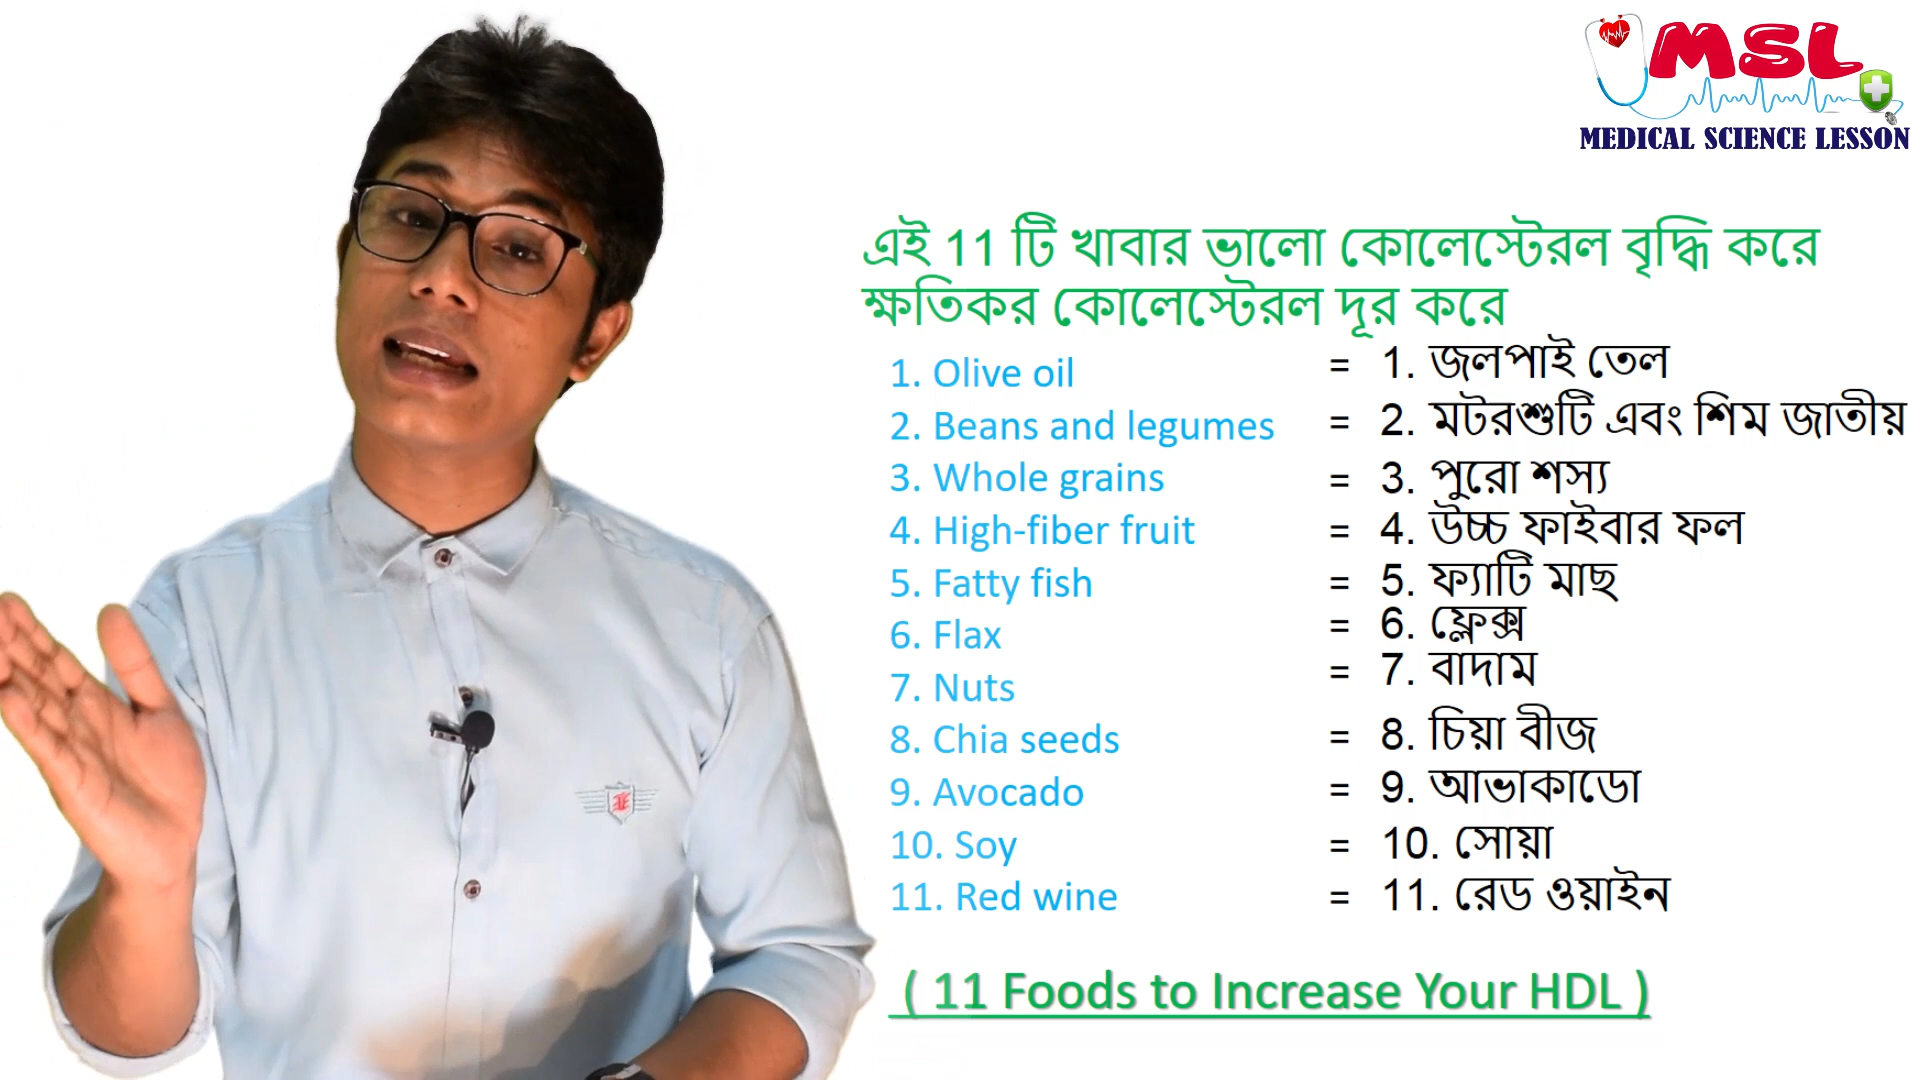 MSL
MEDICAL SCIENCE LESSON
এই 11 টি খাবার ভালো কোলেস্টেরল বৃদ্ধি করে
ক্ষতিকর কোলেস্টেরল দূর করে
1. Olive oil = 1. জলপাই তেল
2. Beans and legumes = 2. মটরশুটি এবং শিম জাতীয়
3. Whole grains = 3. পুরো শস্য
4. High-fiber fruit = 4. উচ্চ ফাইবার ফল
5. Fatty fish = 5. ফ্যাটি মাছ
6. Flax = 6. ফ্লেক্স
7. Nuts = 7. বাদাম
8. Chia seeds = 8. চিয়া বীজ
9. Avocado = 9. আভাকাডো
10. Soy = 10. সোয়া
11. Red wine = 11. রেড ওয়াইন
( 11 Foods to Increase Your HDL )